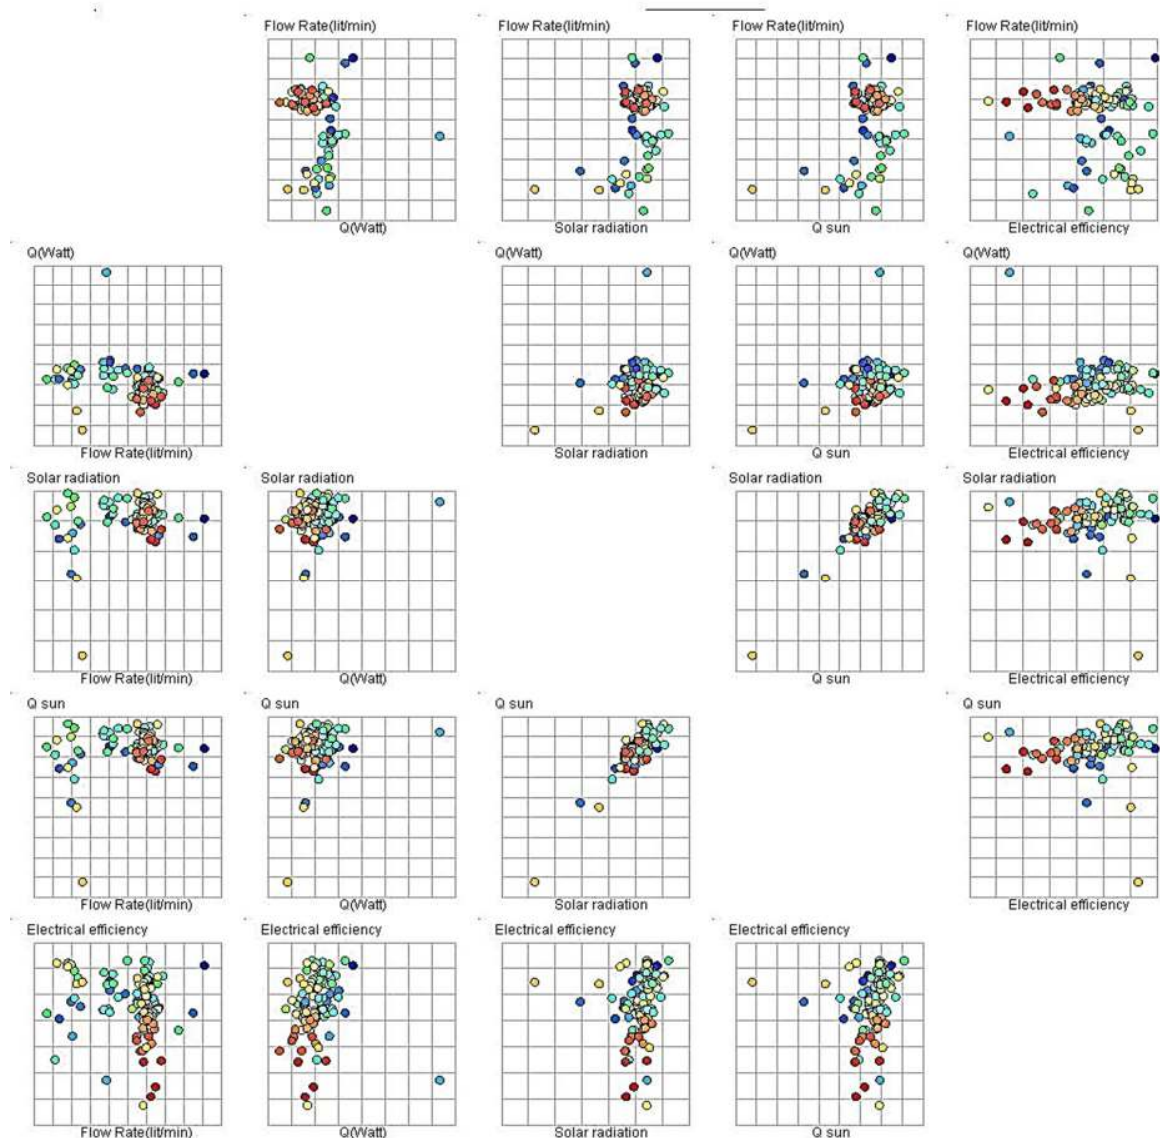 Flow Rate(lit/min) Flow Rate(lit/min) Flow Rate(lit/min) Flow Rate(lit/min)
Q(Watt) Solar radiation Q sun Electrical efficiency
Q(Watt) Q(Watt) Q(Watt) Q(Watt)
Flow Rate(lit/min) Solar radiation Q sun Electrical efficiency
Solar radiation Solar radiation Solar radiation Solar radiation
Flow Rate(lit/min) Q(Watt) Q sun Electrical efficiency
Q sun Q sun Q sun Q sun
Flow Rate(lit/min) Q(Watt) Solar radiation Electrical efficiency
Electrical efficiency Electrical efficiency Electrical efficiency Electrical efficiency
Flow Rate(lit/min) Q(Watt) Solar radiation Q sun